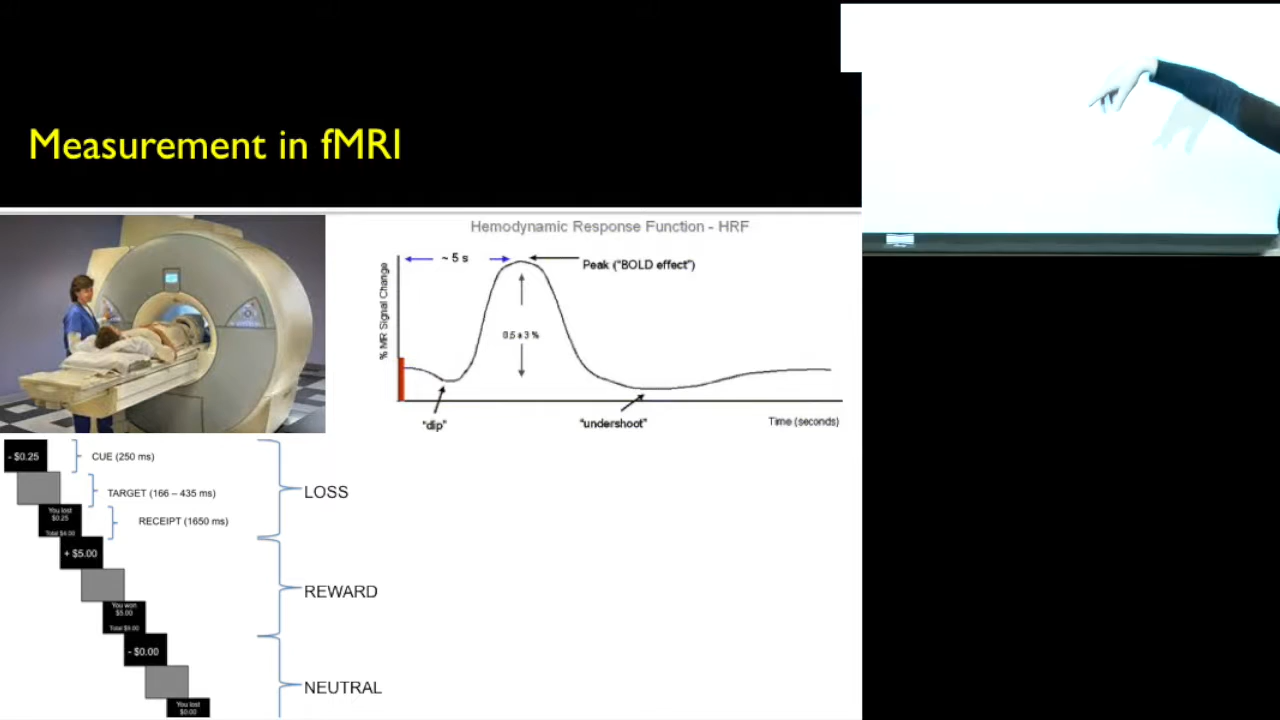 Measurement in fMRI
Hemodynamic Response Function - HRF
~ 5 s
Peak ("BOLD effect")
% MR Signal Change
0,5 a 3 %
"dip"
"undershoot"
Time (seconds)
- $0.25
CUE (250 ms)
TARGET (166 – 435 ms)
You lost
$0.25
Total $4.00
RECEIPT (1650 ms)
LOSS
+ $5.00
You won
$5.00
Total $9.00
REWARD
- $0.00
You lost
$0.00
NEUTRAL